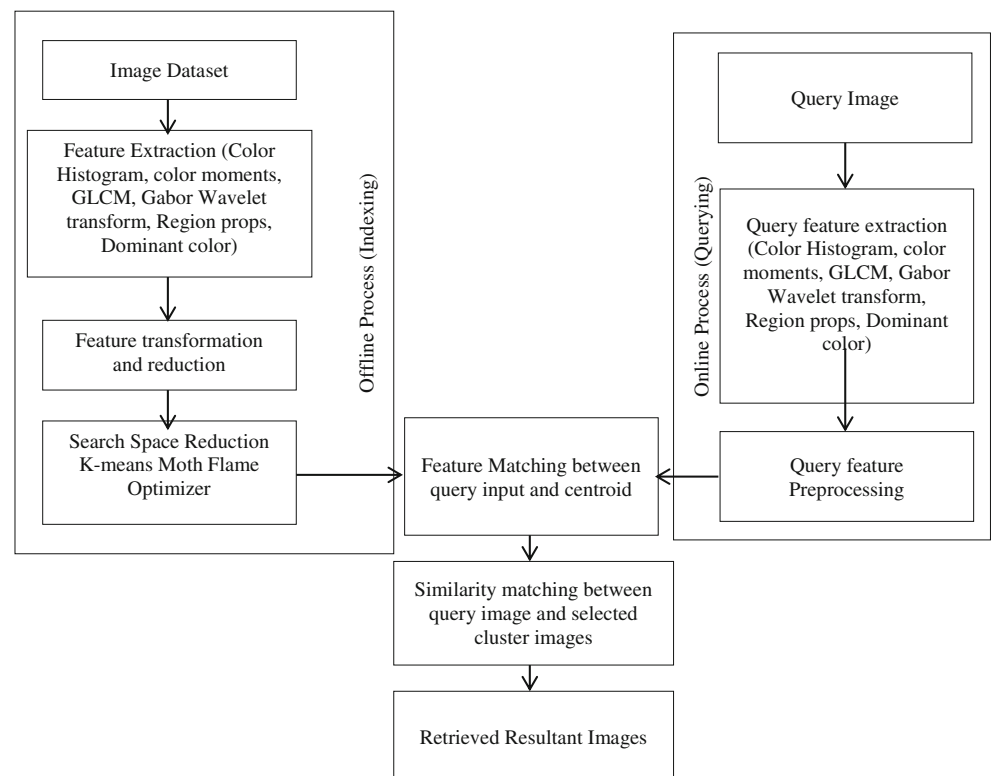 Image Dataset
Feature Extraction (Color
Histogram, color moments,
GLCM, Gabor Wavelet
transform, Region props,
Dominant color)
Feature transformation
and reduction
Search Space Reduction
K-means Moth Flame
Optimizer
Offline Process (Indexing)
Query Image
Query feature extraction
(Color Histogram, color
moments, GLCM, Gabor
Wavelet transform,
Region props, Dominant
color)
Query feature
Preprocessing
Online Process (Querying)
Feature Matching between
query input and centroid
Similarity matching between
query image and selected
cluster images
Retrieved Resultant Images